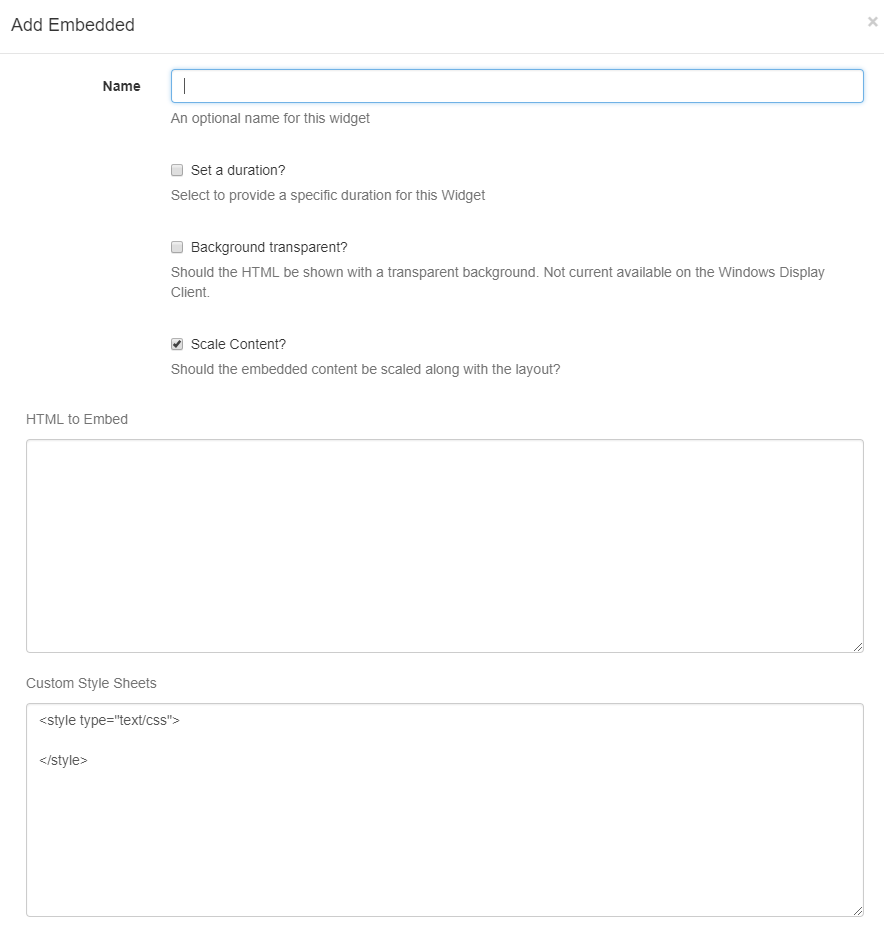 Add Embedded
×
Name
An optional name for this widget
Set a duration?
Select to provide a specific duration for this Widget
Background transparent?
Should the HTML be shown with a transparent background. Not current available on the Windows Display
Client.
Scale Content?
Should the embedded content be scaled along with the layout?
HTML to Embed
Custom Style Sheets
<style type="text/css">
</style>